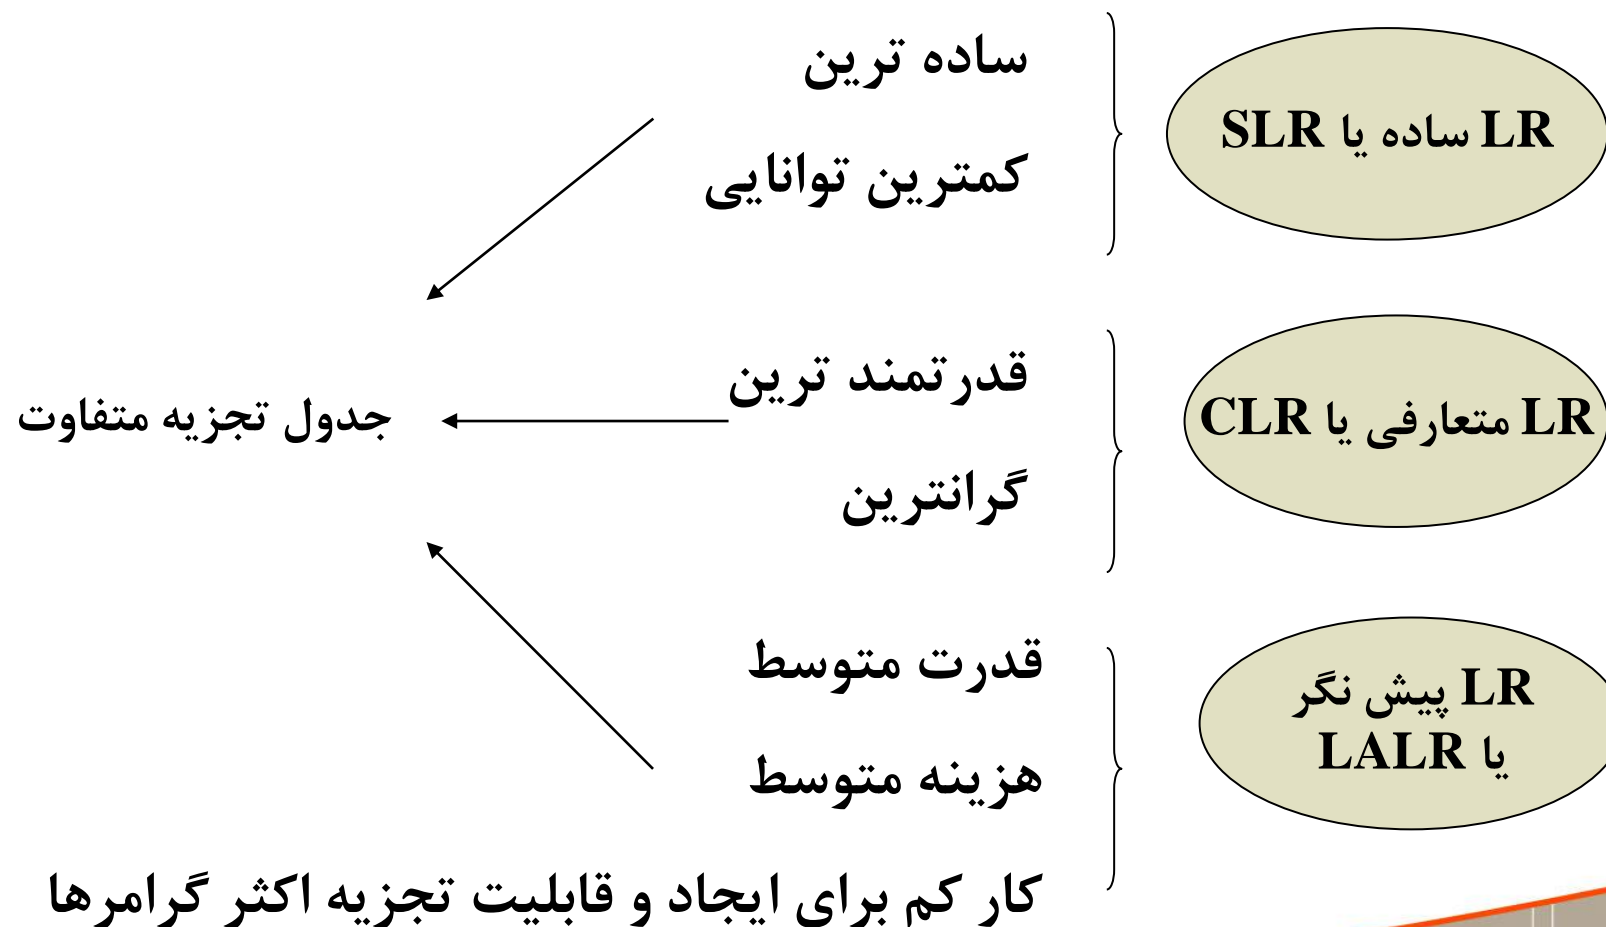 LR ساده یا SLR
ساده ترین
کمترین توانایی
LR متعارفی یا CLR
قدرتمند ترین
گرانترین
جدول تجزیه متفاوت
LR پیش نگر
یا LALR
قدرت متوسط
هزینه متوسط
کار کم برای ایجاد و قابلیت تجزیه اکثر گرامرها